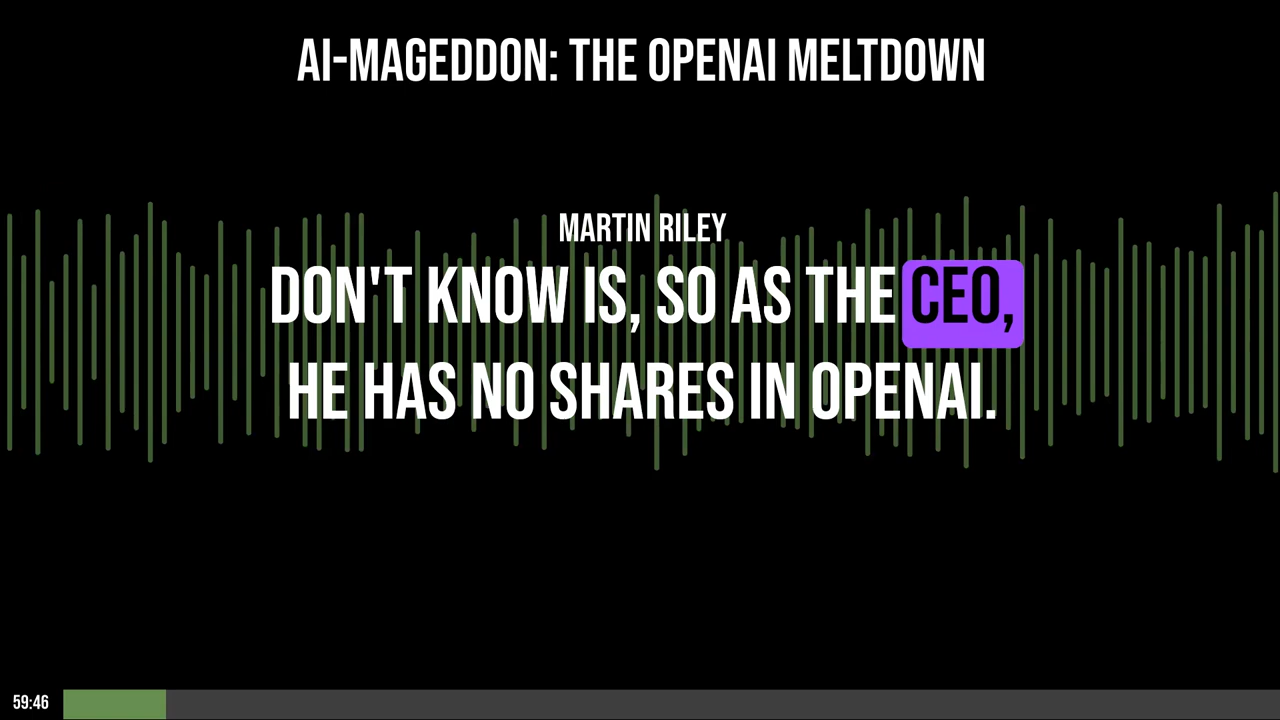 AI-MAGEDDON: THE OPENAI MELTDOWN
MARTIN RILEY
DON'T KNOW IS, SO AS THE CEO,
HE HAS NO SHARES IN OPENAI.
59:46